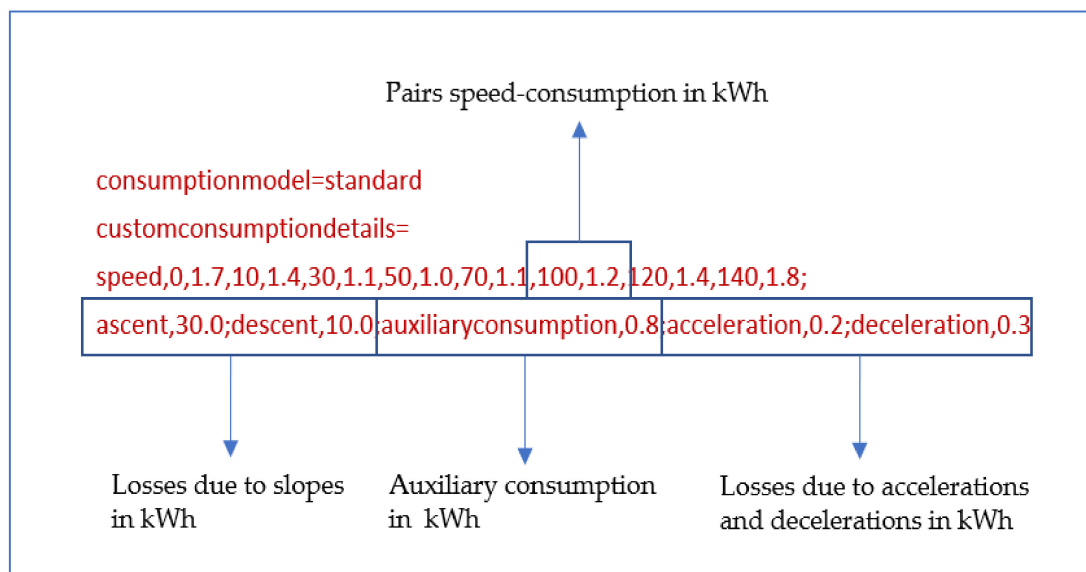 Pairs speed-consumption in kWh
consumptionmodel=standard
customconsumptiondetails=
speed,0,1.7,10,1.4,30,1.1,50,1.0,70,1.1,100,1.2,120,1.4,140,1.8;
ascent,30.0;descent,10.0;auxiliaryconsumption,0.8;acceleration,0.2;deceleration,0.3
Losses due to slopes
in kWh
Auxiliary consumption
in kWh
Losses due to accelerations
and decelerations in kWh